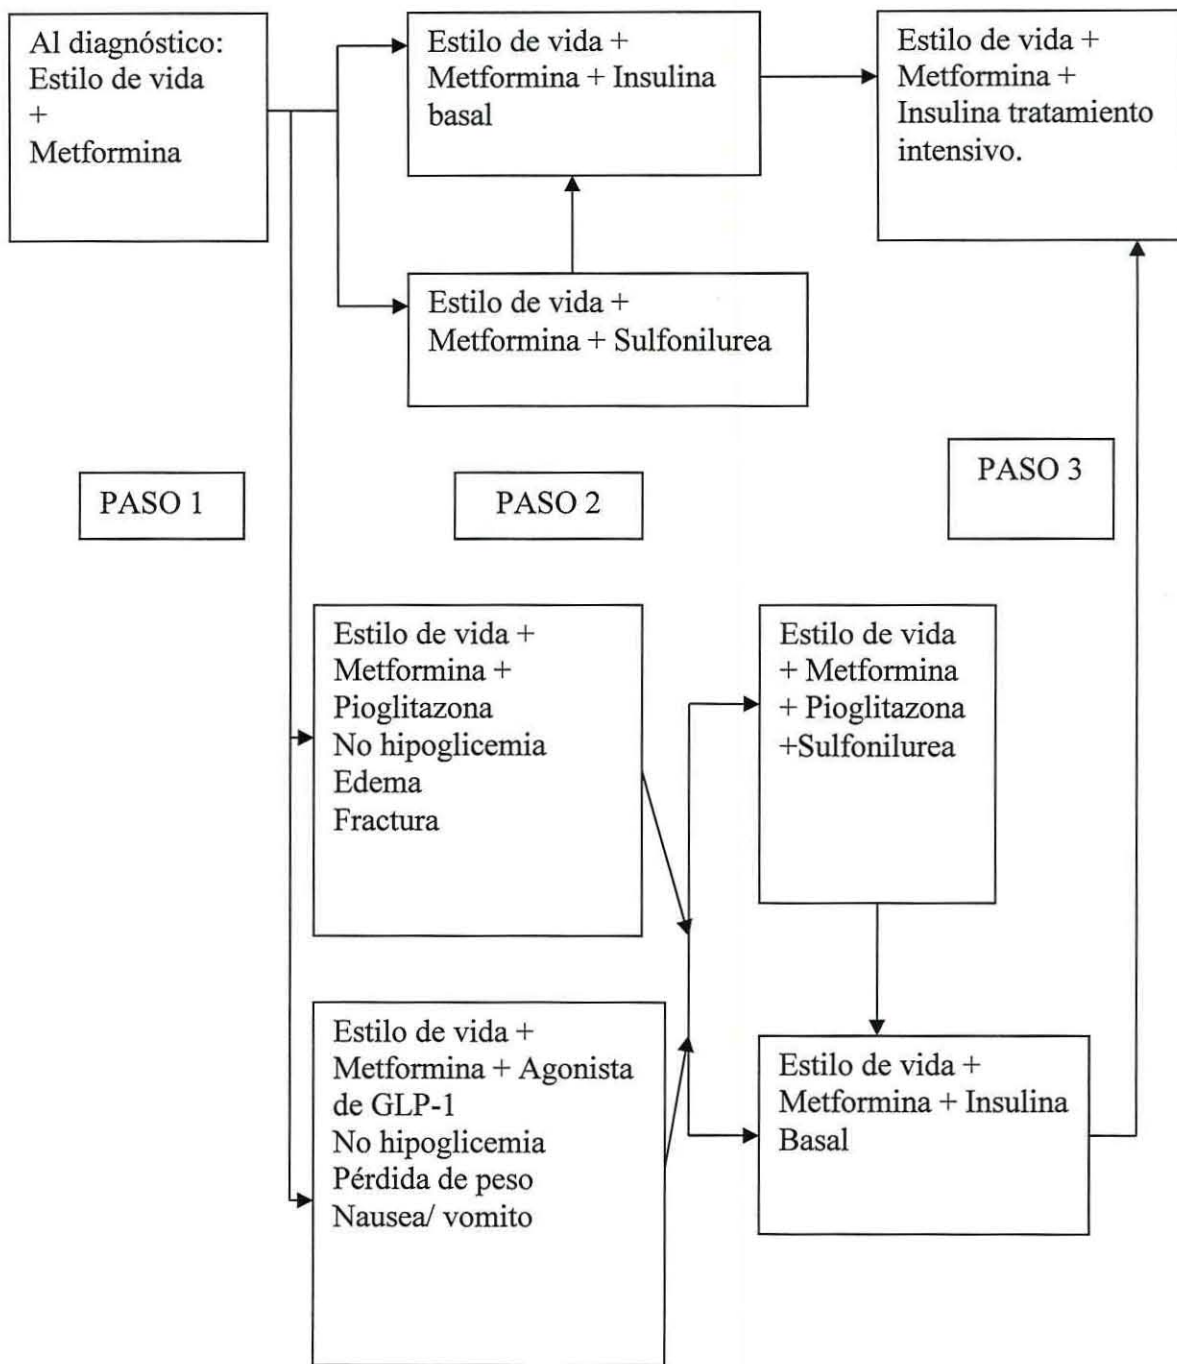 Al diagnóstico:
Estilo de vida
+
Metformina
Estilo de vida +
Metformina + Insulina
basal
Estilo de vida +
Metformina +
Insulina tratamiento
intensivo.
Estilo de vida +
Metformina + Sulfonilurea
PASO 1
PASO 2
PASO 3
Estilo de vida +
Metformina +
Pioglitazona
No hipoglicemia
Edema
Fractura
Estilo de vida
+ Metformina
+ Pioglitazona
+Sulfonilurea
Estilo de vida +
Metformina + Agonista
de GLP-1
No hipoglicemia
Pérdida de peso
Nausea/ vomito
Estilo de vida +
Metformina + Insulina
Basal